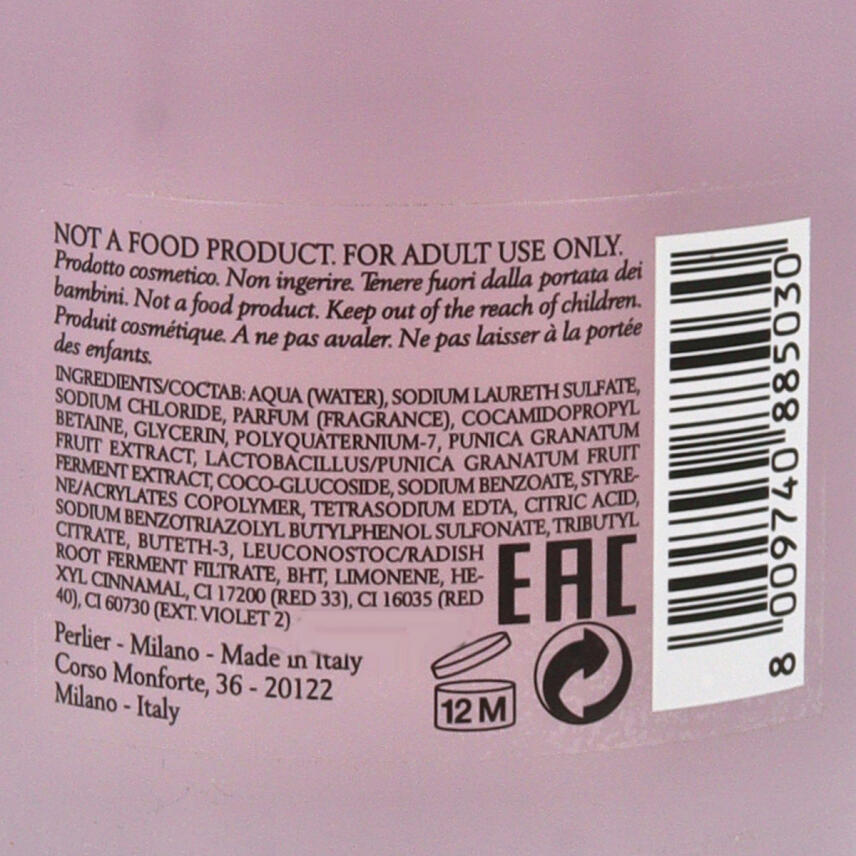 NOT A FOOD PRODUCT. FOR ADULT USE ONLY.
Prodotto cosmetico. Non ingerire. Tenere fuori dalla portata dei
bambini. Not a food product. Keep out of the reach of children.
Produit cosmétique. A ne pas avaler. Ne pas laisser à la portée
des enfants.
INGREDIENTS/СОСТАВ: AQUA (WATER), SODIUM LAURETH SULFATE,
SODIUM CHLORIDE, PARFUM (FRAGRANCE), COCAMIDOPROPYL
BETAINE, GLYCERIN, POLYQUATERNIUM-7, PUNICA GRANATUM
FRUIT EXTRACT, LACTOBACILLUS/PUNICA GRANATUM FRUIT
FERMENT EXTRACT, COCO-GLUCOSIDE, SODIUM BENZOATE, STYRE-
NE/ACRYLATES COPOLYMER, TETRASODIUM EDTA, CITRIC ACID,
SODIUM BENZOTRIAZOLYL BUTYLPHENOL SULFONATE, TRIBUTYL
CITRATE, BUTETH-3, LEUCONOSTOC/RADISH
ROOT FERMENT FILTRATE, BHT, LIMONENE, HE-
XYL CINNAMAL, CI 17200 (RED 33), CI 16035 (RED
40), CI 60730 (EXT. VIOLET 2)
EAC
Perlier - Milano - Made in Italy
Corso Monforte, 36 - 20122
Milano - Italy
12 M
8 009740 885030